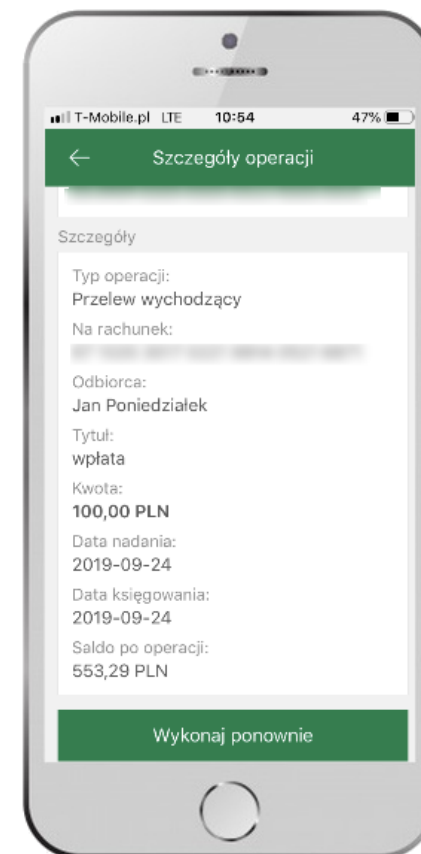 T-Mobile.pl LTE 10:54 47%
Szczegóły operacji
Szczegóły
Typ operacji:
Przelew wychodzący
Na rachunek:
Odbiorca:
Jan Poniedziałek
Tytuł:
wpłata
Kwota:
100,00 PLN
Data nadania:
2019-09-24
Data księgowania:
2019-09-24
Saldo po operacji:
553,29 PLN
Wykonaj ponownie